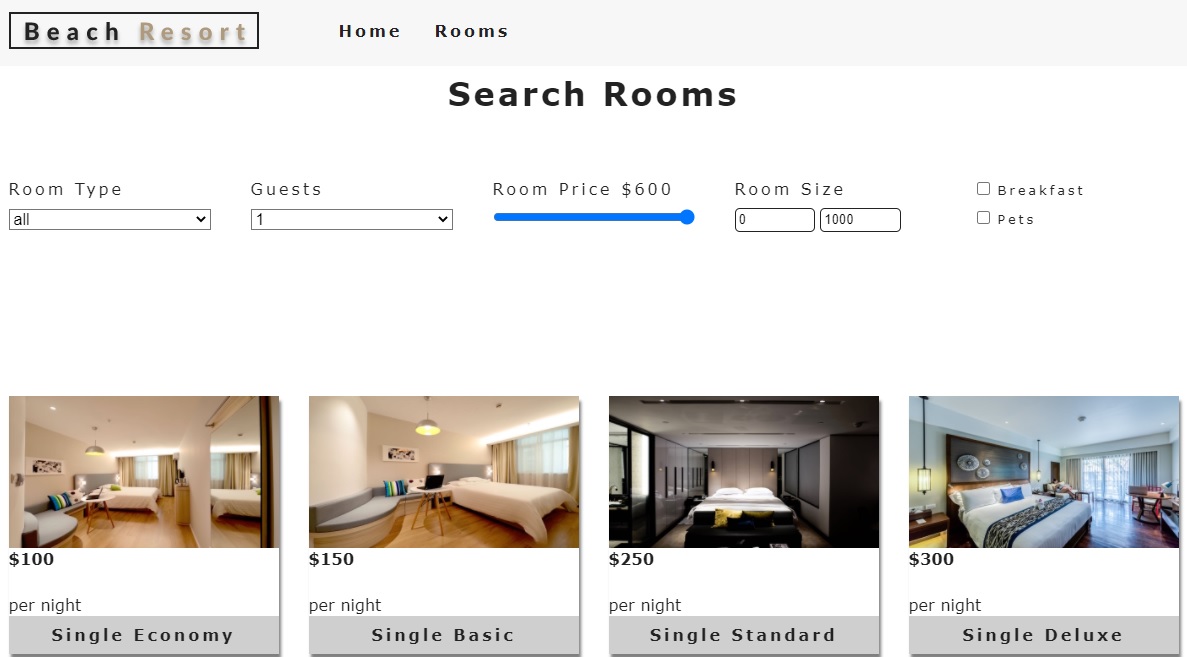 Beach Resort
Home Rooms
Search Rooms
Room Type Guests Room Price $600 Room Size Breakfast
all 1 0 1000 Pets
$100 $150 $250 $300
per night per night per night per night
Single Economy Single Basic Single Standard Single Deluxe